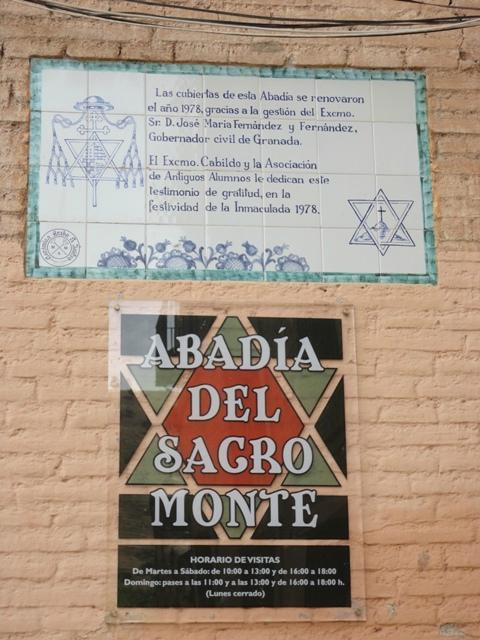 Las cubiertas de esta Abadía se renovaron
el año 1978, gracias a la gestión del Excmo.
Sr. D. José María Fernández y Fernández,
Gobernador civil de Granada.
El Excmo. Cabildo y la Asociación
de Antiguos Alumnos le dedican este
testimonio de gratitud, en la
festividad de la Inmaculada 1978.
ABADÍA
DEL
SACRO
MONTE
HORARIO DE VISITAS
De Martes a Sábado: de 10:00 a 13:00 y de 16:00 a 18:00
Domingo: pases a las 11:00 y a las 13:00 y de 16:00 a 18:00 h.
(Lunes cerrado)